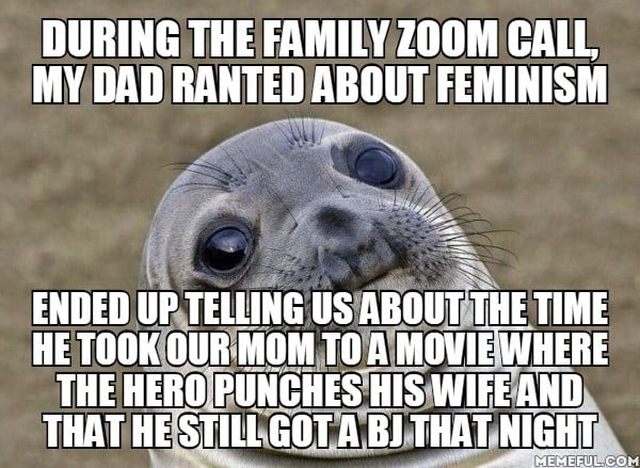 DURING THE FAMILY ZOOM CALL,
MY DAD RANTED ABOUT FEMINISM
ENDED UP TELLING US ABOUT THE TIME
HE TOOK OUR MOM TO A MOVIE WHERE
THE HERO PUNCHES HIS WIFE AND
THAT HE STILL GOT A BJ THAT NIGHT
MEMEFUL.COM